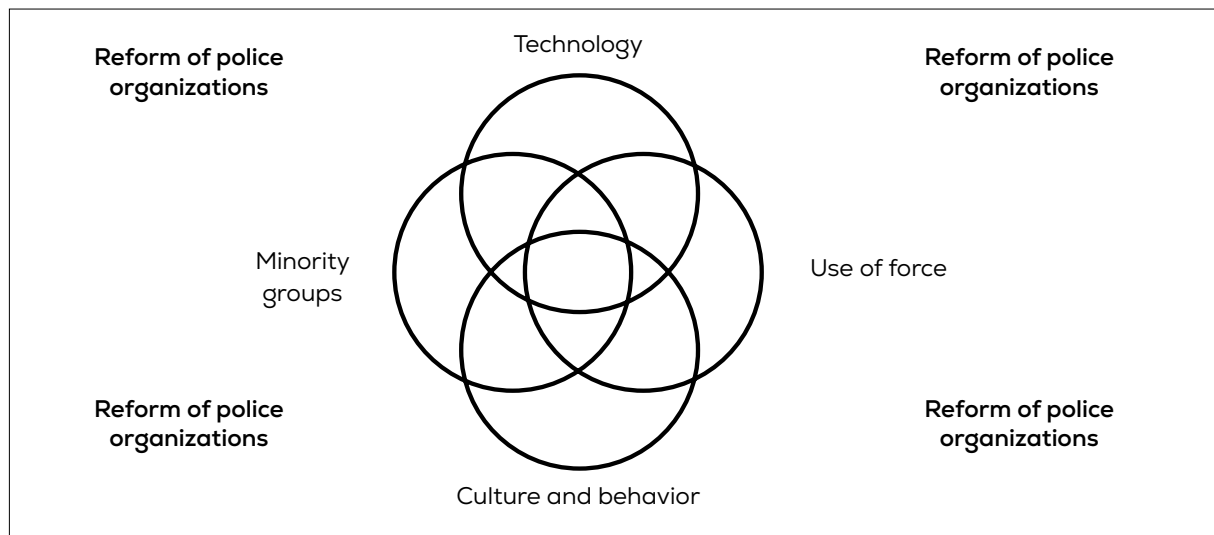 Technology
Reform of police
organizations
Reform of police
organizations
Minority
groups
Use of force
Reform of police
organizations
Reform of police
organizations
Culture and behavior